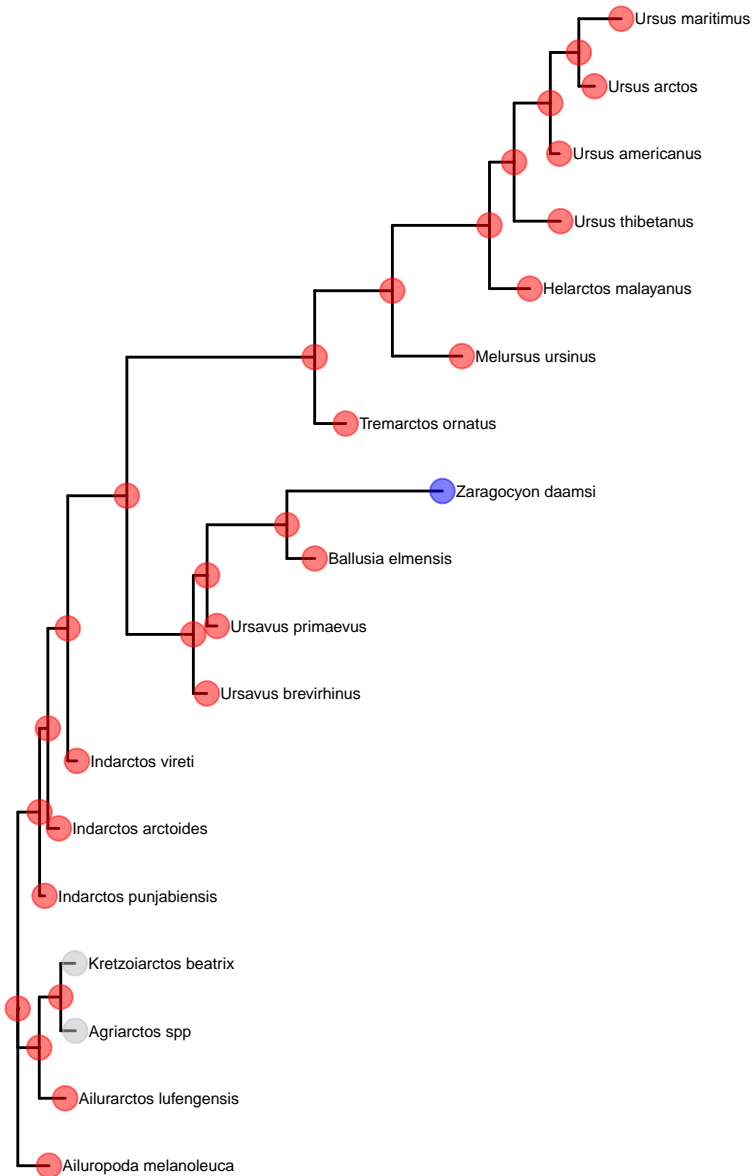 Ursus maritimus
Ursus arctos
Ursus americanus
Ursus thibetanus
Helarctos malayanus
Melursus ursinus
Tremarctos ornatus
Zaragocyon daamsi
Ballusia elmensis
Ursavus primaevus
Ursavus brevirhinus
Indarctos vireti
Indarctos arctoides
Indarctos punjabiensis
Kretzoiarctos beatrix
Agriarctos spp
Ailurarctos lufengensis
Ailuropoda melanoleuca